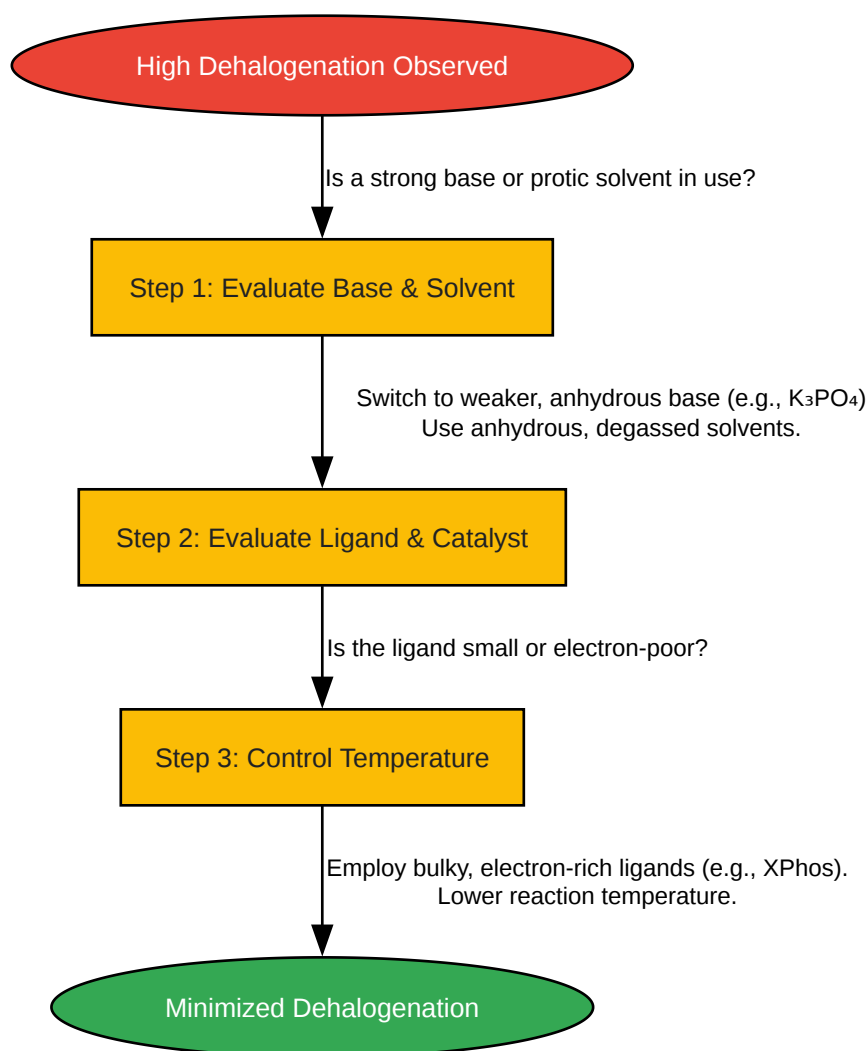 High Dehalogenation Observed
Is a strong base or protic solvent in use?
Step 1: Evaluate Base & Solvent
Switch to weaker, anhydrous base (e.g., K₃PO₄)
Use anhydrous, degassed solvents.
Step 2: Evaluate Ligand & Catalyst
Is the ligand small or electron-poor?
Step 3: Control Temperature
Employ bulky, electron-rich ligands (e.g., XPhos).
Lower reaction temperature.
Minimized Dehalogenation